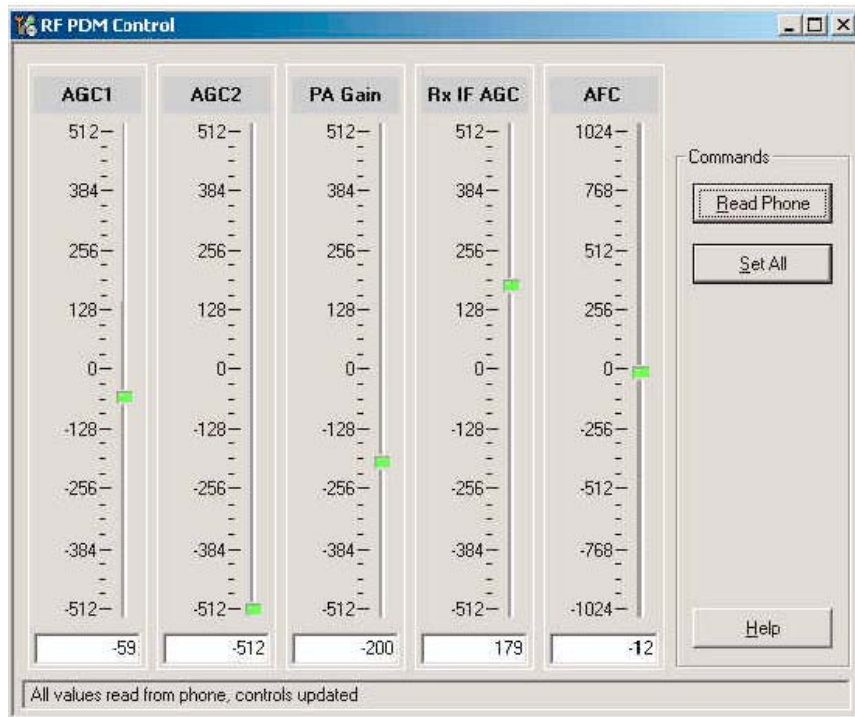 RF PDM Control
AGC1 AGC2 PA Gain Rx IF AGC AFC
512 512 512 512 1024
Commands
384 384 384 384 768
Read Phone
256 256 256 256 512
Set All
128 128 128 128 256
0 0 0 0 0
-128 -128 -128 -128 -256
-256 -256 -256 -256 -512
-384 -384 -384 -384 -768
-512 -512 -512 -512 -1024
Help
-59 -512 -200 179 -12
All values read from phone, controls updated